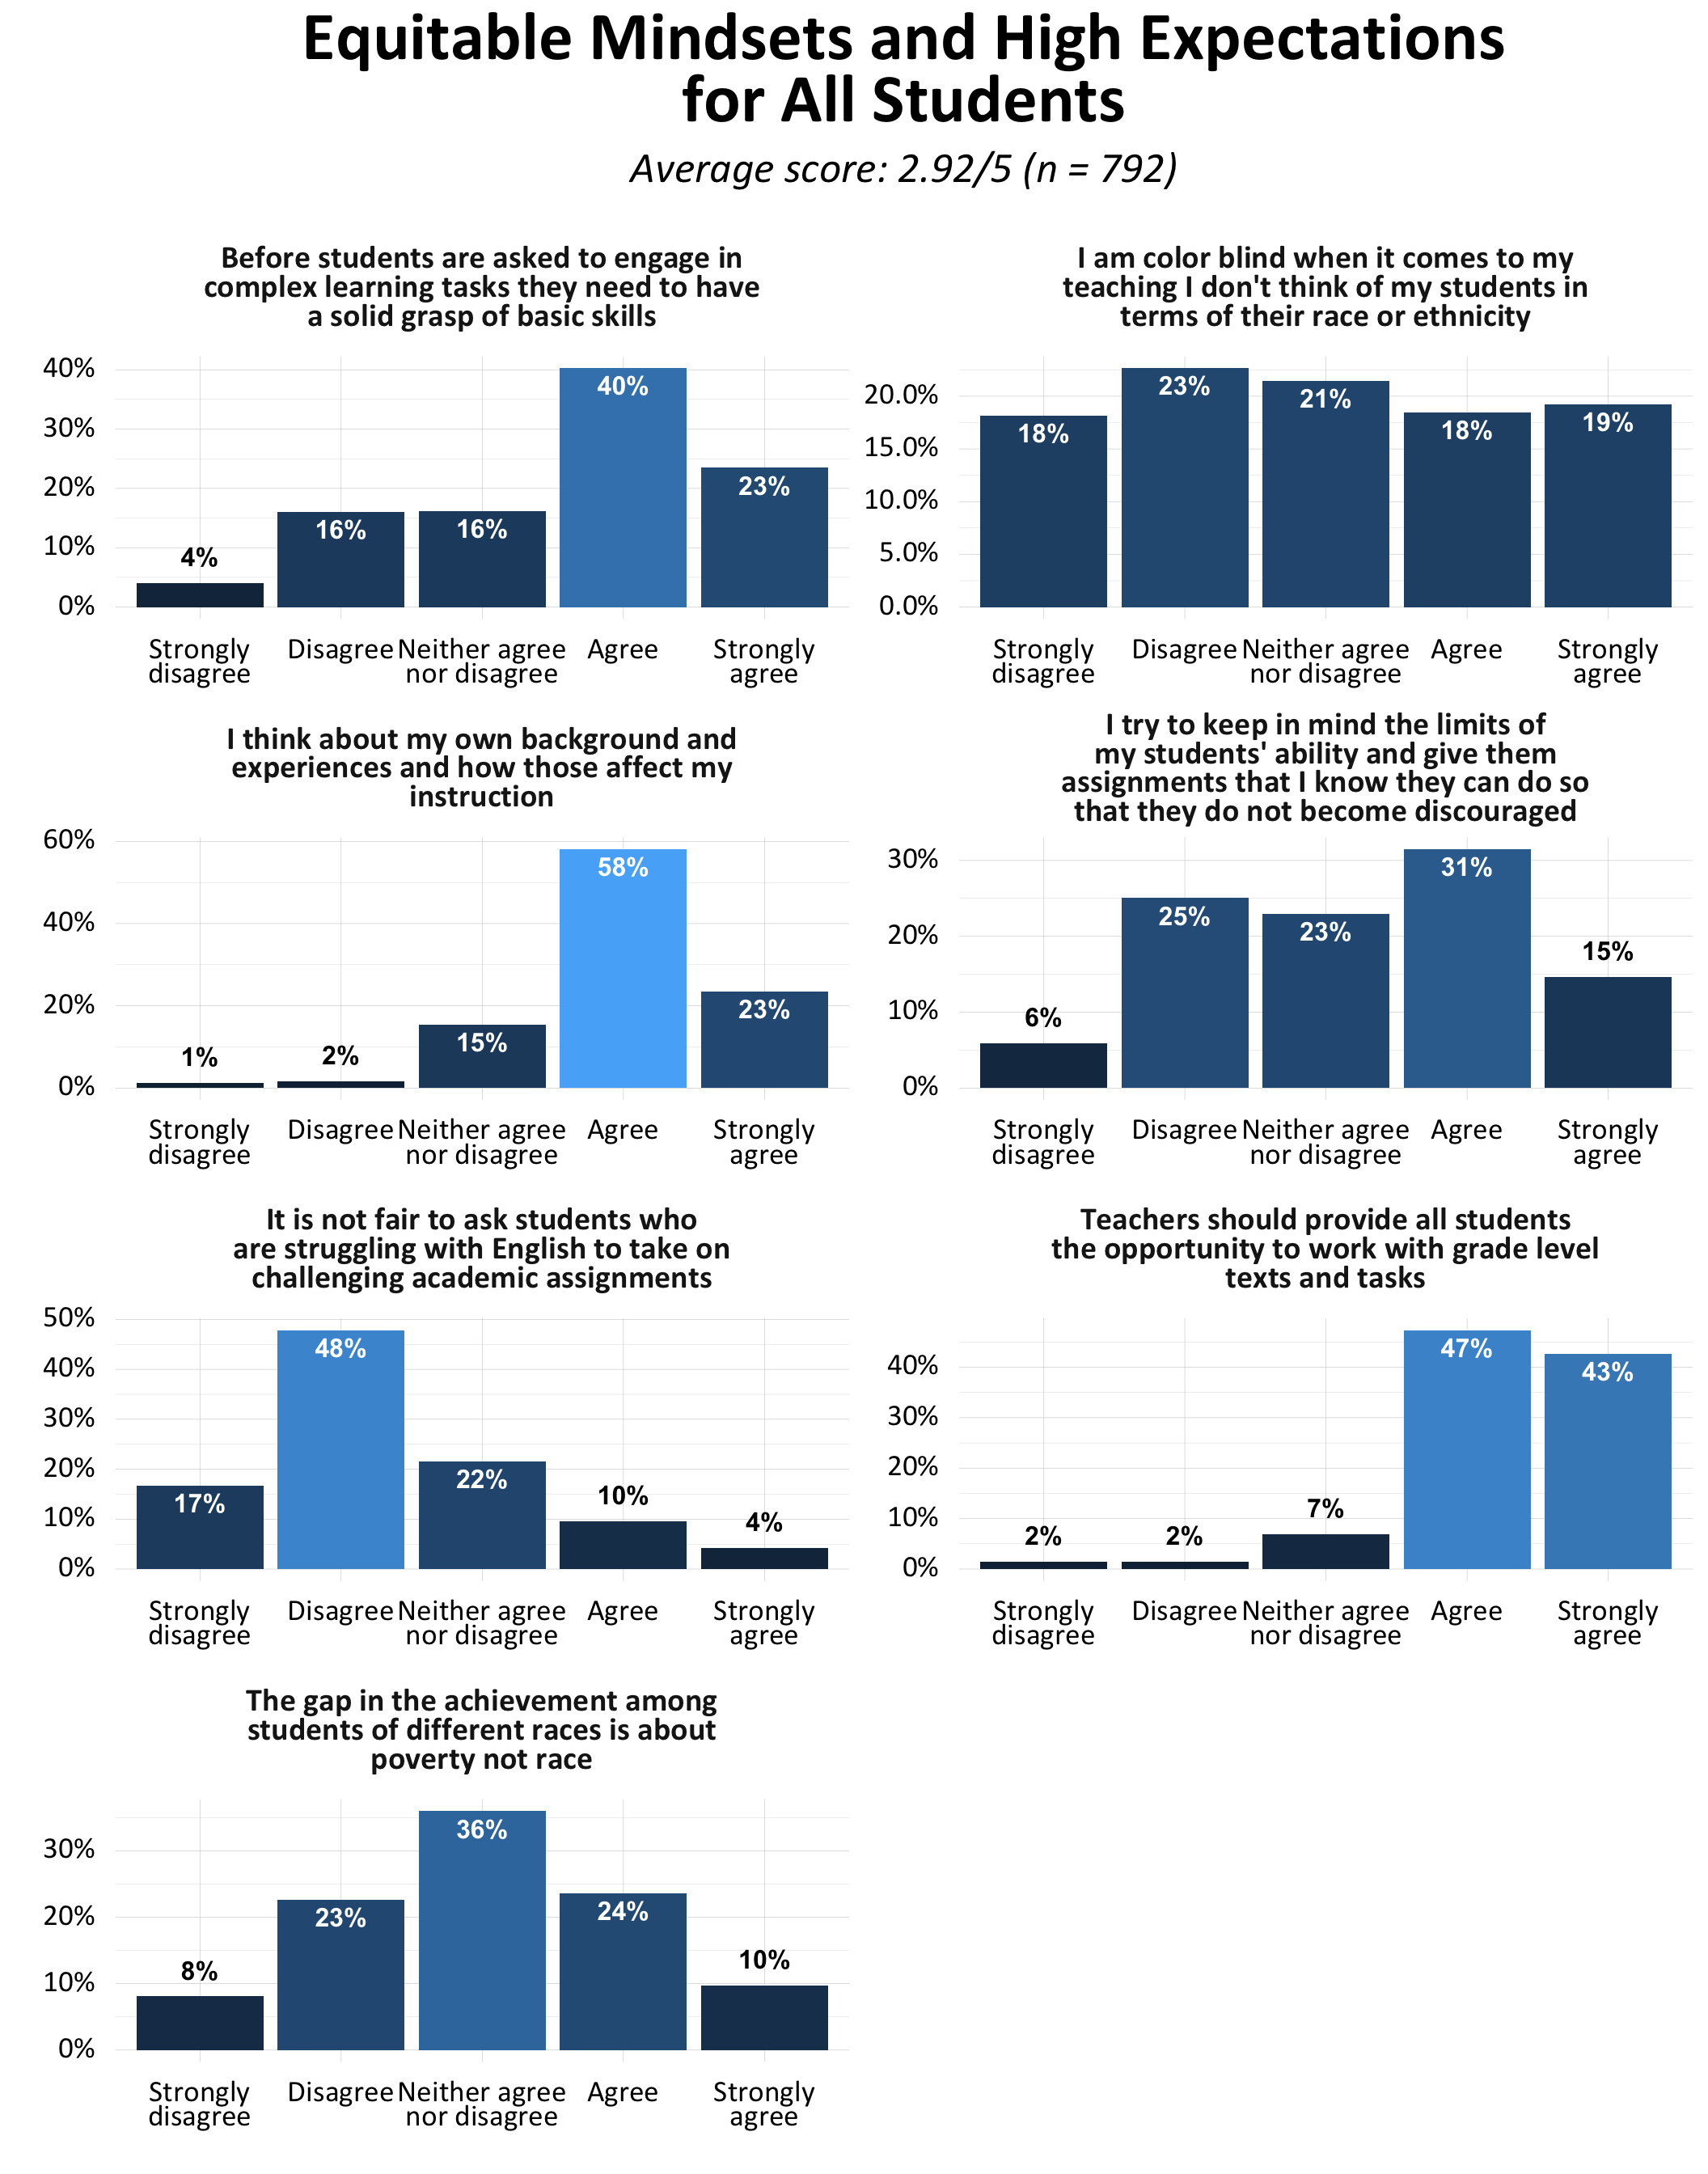 Equitable Mindsets and High Expectations
for All Students
Average score: 2.92/5 (n = 792)
Before students are asked to engage in
complex learning tasks they need to have
a solid grasp of basic skills
40%
30%
20%
10%
0%
4%
16%
16%
40%
23%
Strongly
disagree
Disagree
Neither agree
nor disagree
Agree
Strongly
agree
I am color blind when it comes to my
teaching I don't think of my students in
terms of their race or ethnicity
20.0%
15.0%
10.0%
5.0%
0.0%
18%
23%
21%
18%
19%
Strongly
disagree
Disagree
Neither agree
nor disagree
Agree
Strongly
agree
I think about my own background and
experiences and how those affect my
instruction
60%
40%
20%
0%
1%
2%
15%
58%
23%
Strongly
disagree
Disagree
Neither agree
nor disagree
Agree
Strongly
agree
I try to keep in mind the limits of
my students' ability and give them
assignments that I know they can do so
that they do not become discouraged
30%
20%
10%
0%
6%
25%
23%
31%
15%
Strongly
disagree
Disagree
Neither agree
nor disagree
Agree
Strongly
agree
It is not fair to ask students who
are struggling with English to take on
challenging academic assignments
50%
40%
30%
20%
10%
0%
17%
48%
22%
10%
4%
Strongly
disagree
Disagree
Neither agree
nor disagree
Agree
Strongly
agree
Teachers should provide all students
the opportunity to work with grade level
texts and tasks
40%
30%
20%
10%
0%
2%
2%
7%
47%
43%
Strongly
disagree
Disagree
Neither agree
nor disagree
Agree
Strongly
agree
The gap in the achievement among
students of different races is about
poverty not race
30%
20%
10%
0%
8%
23%
36%
24%
10%
Strongly
disagree
Disagree
Neither agree
nor disagree
Agree
Strongly
agree